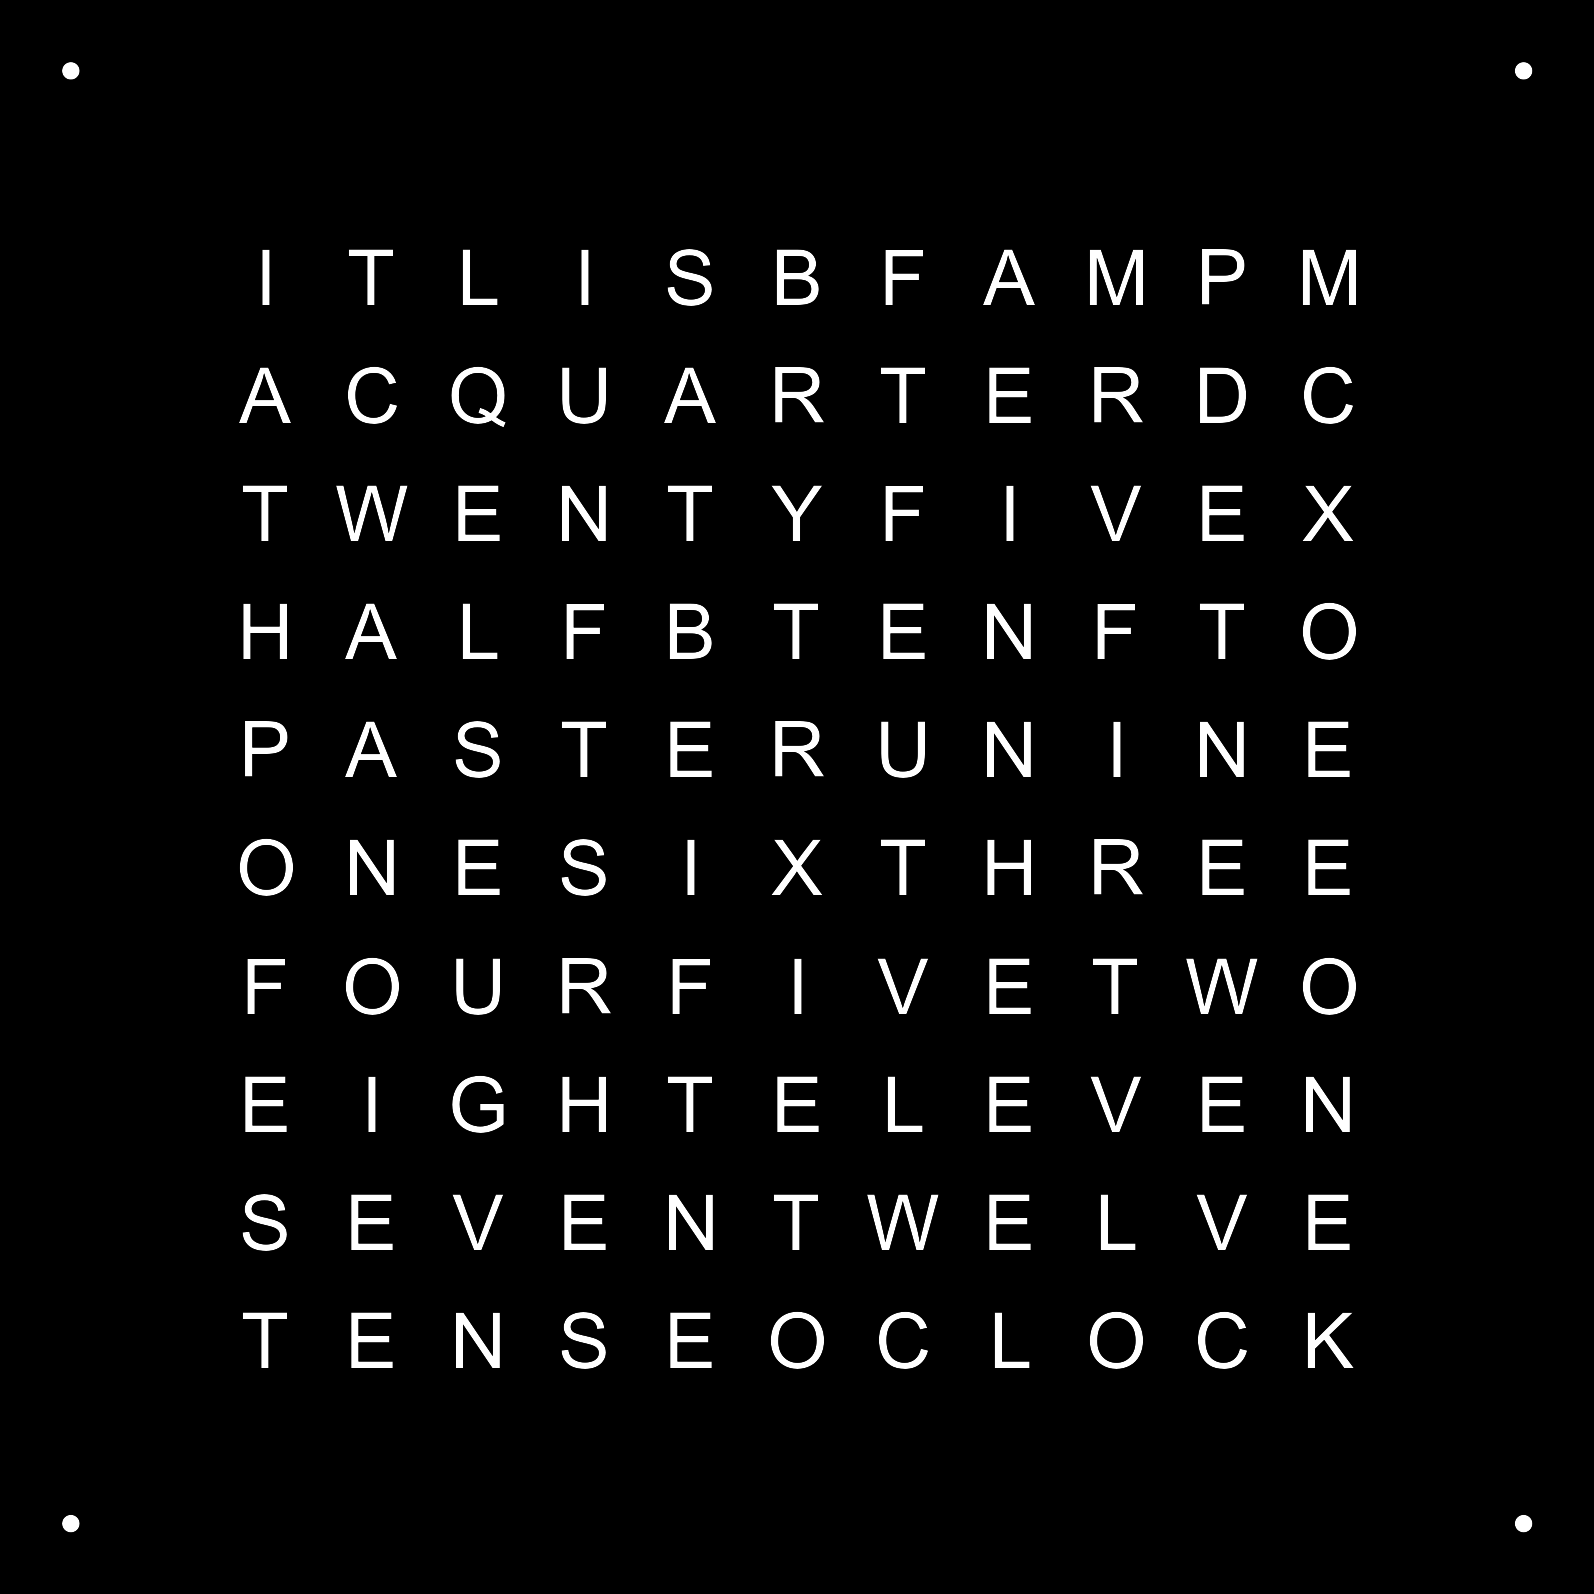 I T L I S B F A M P M
A C Q U A R T E R D C
T W E N T Y F I V E X
H A L F B T E N F T O
P A S T E R U N I N E
O N E S I X T H R E E
F O U R F I V E T W O
E I G H T E L E V E N
S E V E N T W E L V E
T E N S E O C L O C K